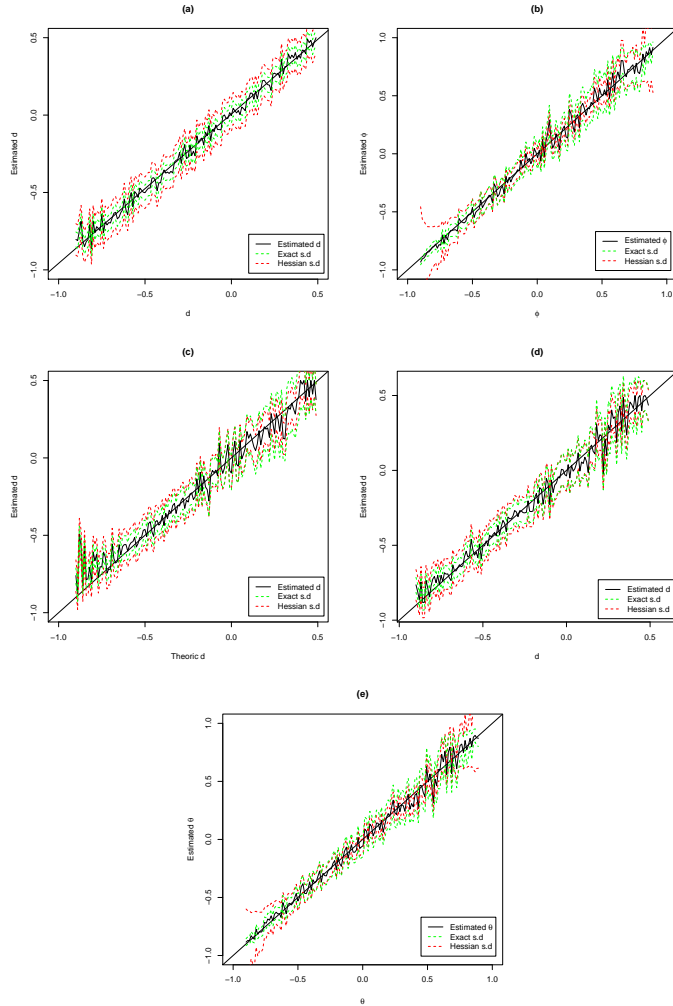 (a)
Estimated d
0.5
0.0
−0.5
−1.0
Estimated d
Exact s.d
Hessian s.d
−1.0 −0.5 0.0 0.5
d
(b)
Estimated ϕ
1.0
0.5
0.0
−0.5
−1.0
Estimated ϕ
Exact s.d
Hessian s.d
−1.0 −0.5 0.0 0.5 1.0
ϕ
(c)
Estimated d
0.5
0.0
−0.5
−1.0
Estimated d
Exact s.d
Hessian s.d
−1.0 −0.5 0.0 0.5
Theoric d
(d)
Estimated d
0.5
0.0
−0.5
−1.0
Estimated d
Exact s.d
Hessian s.d
−1.0 −0.5 0.0 0.5
d
(e)
Estimated θ
1.0
0.5
0.0
−0.5
−1.0
Estimated θ
Exact s.d
Hessian s.d
−1.0 −0.5 0.0 0.5 1.0
θ